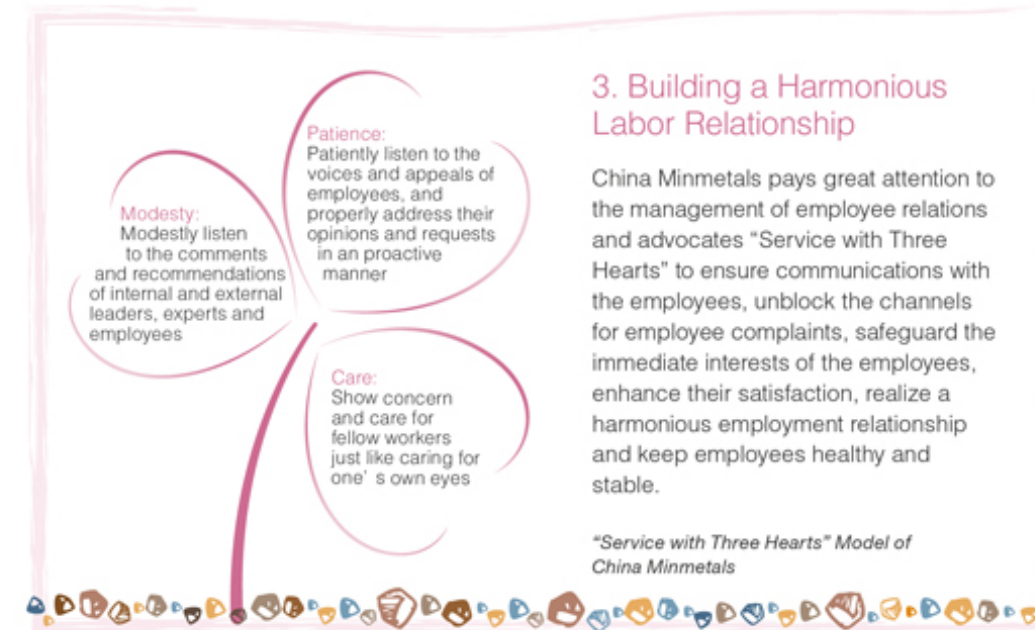 Patience:
Patiently listen to the
voices and appeals of
employees, and
properly address their
opinions and requests
in an proactive
manner
Modesty:
Modestly listen
to the comments
and recommendations
of internal and external
leaders, experts and
employees
Care:
Show concern
and care for
fellow workers
just like caring for
one’ s own eyes
3. Building a Harmonious
Labor Relationship
China Minmetals pays great attention to
the management of employee relations
and advocates “Service with Three
Hearts” to ensure communications with
the employees, unblock the channels
for employee complaints, safeguard the
immediate interests of the employees,
enhance their satisfaction, realize a
harmonious employment relationship
and keep employees healthy and
stable.
“Service with Three Hearts” Model of
China Minmetals